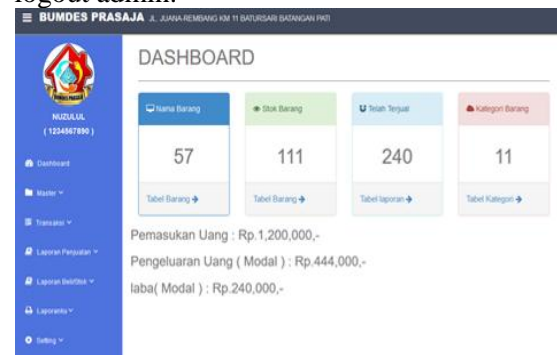 logout admin.
BUMDES PRASAJA JL. JUANA-REMBANG KM 11 BATURSARI BATANGAN PATI
BUMDES PRASAJA
NUZULUL
( 1234567890 )
Dashboard
Master
Transaksi
Laporan Penjualan
Laporan Beli/Stok
Laporanku
Setting
DASHBOARD
Nama Barang
57
Tabel Barang
Stok Barang
111
Tabel Barang
Telah Terjual
240
Tabel laporan
Kategori Barang
11
Tabel Kategori
Pemasukan Uang : Rp.1,200,000,-
Pengeluaran Uang ( Modal ) : Rp.444,000,-
laba( Modal ) : Rp.240,000,-